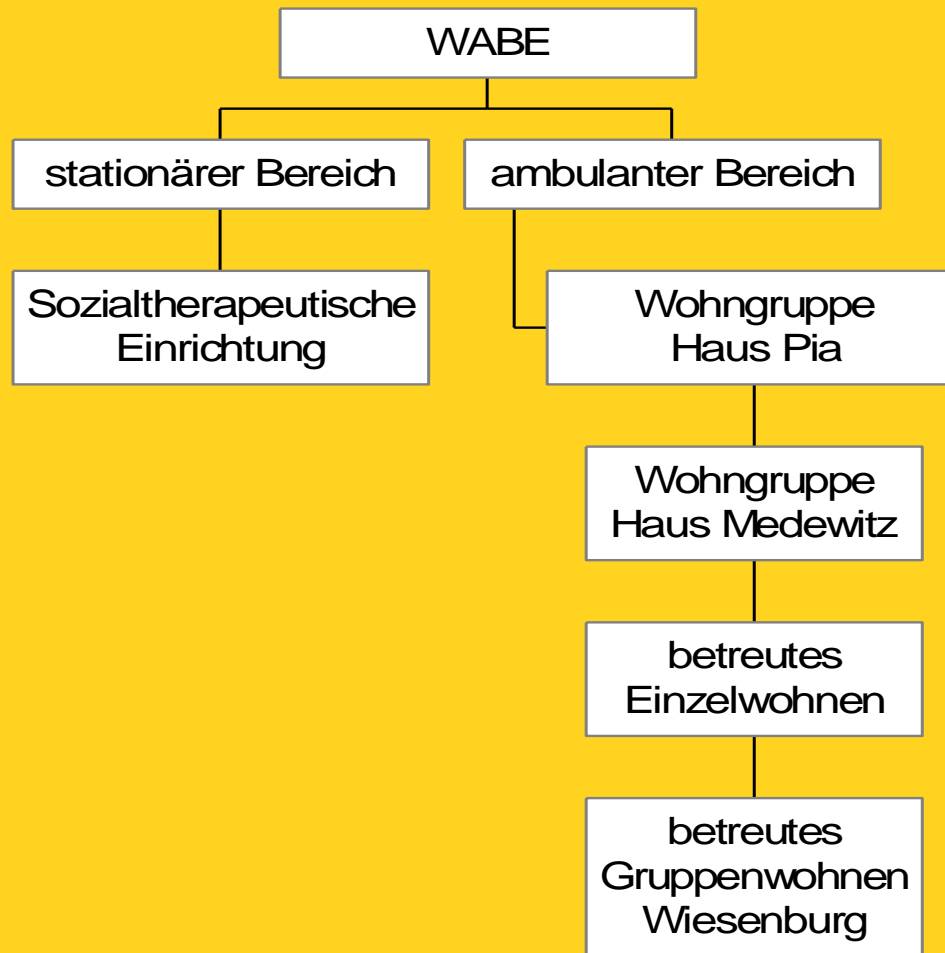 WABE
stationärer Bereich
ambulanter Bereich
Sozialtherapeutische
Einrichtung
Wohngruppe
Haus Pia
Wohngruppe
Haus Medewitz
betreutes
Einzelwohnen
betreutes
Gruppenwohnen
Wiesenburg